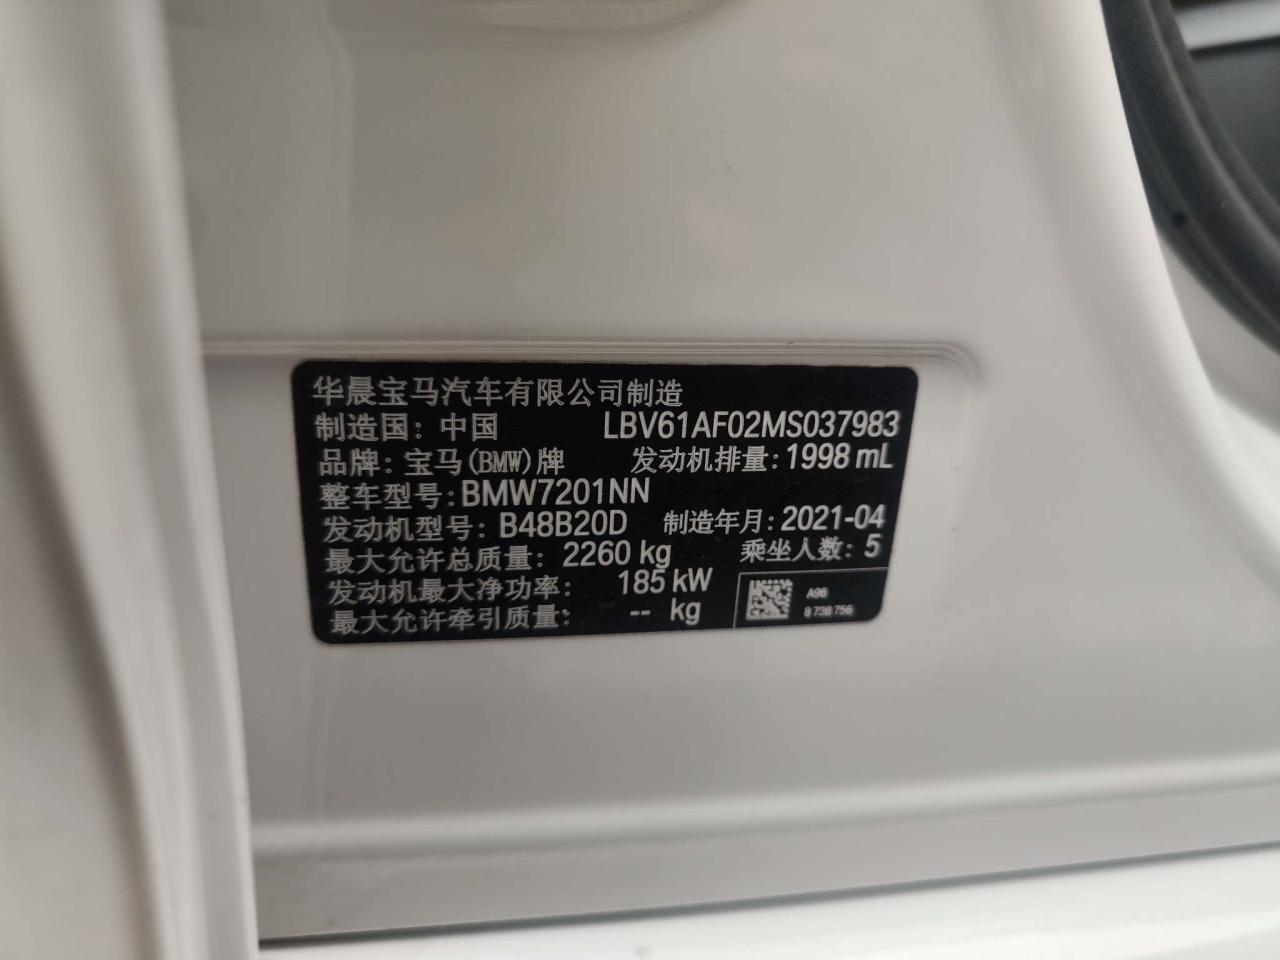 华晨宝马汽车有限公司制造
制造国: 中国 LBV61AF02MS037983
品牌: 宝马(BMW)牌 发动机排量: 1998 mL
整车型号: BMW7201NN
发动机型号: B48B20D 制造年月: 2021-04
最大允许总质量: 2260 kg 乘坐人数: 5
发动机最大净功率: 185 kW
最大允许牵引质量: -- kg
A96
8 738 756